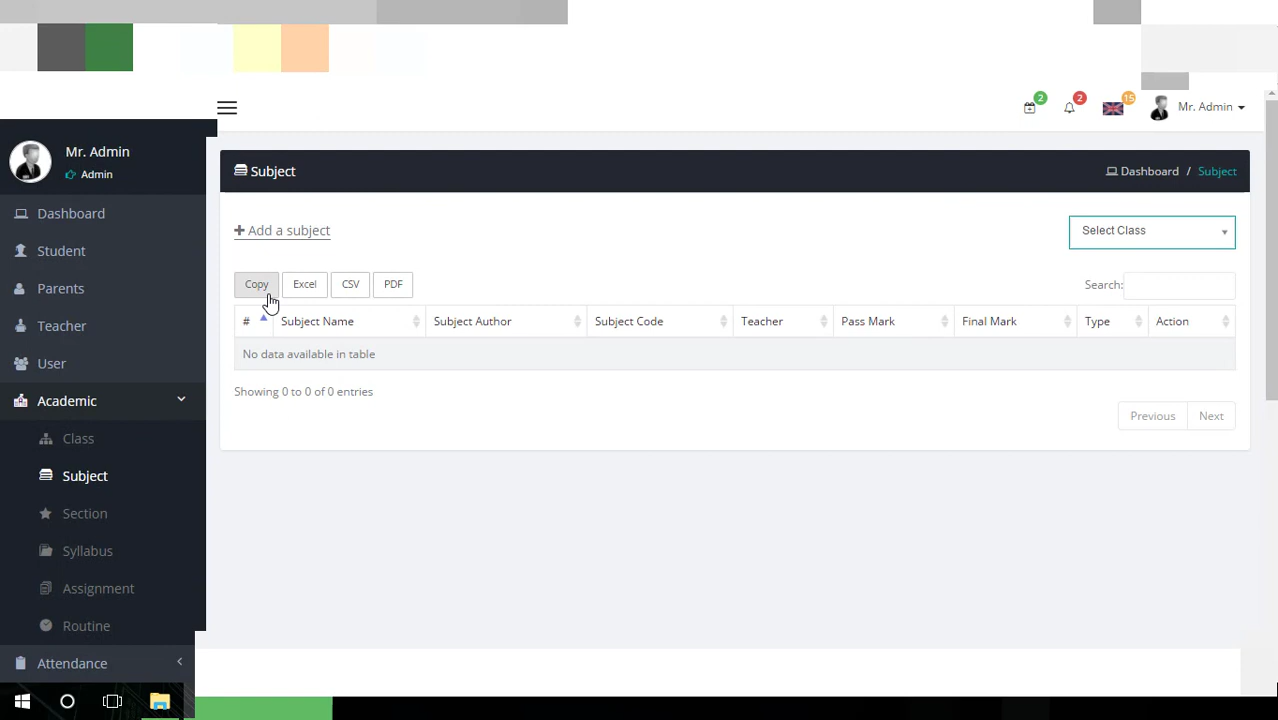 2
2
15
Mr. Admin
Mr. Admin
Admin
Dashboard
Student
Parents
Teacher
User
Academic
Class
Subject
Section
Syllabus
Assignment
Routine
Attendance
Subject
Dashboard / Subject
+ Add a subject
Select Class
Copy Excel CSV PDF
Search:
# Subject Name Subject Author Subject Code Teacher Pass Mark Final Mark Type Action
No data available in table
Showing 0 to 0 of 0 entries
Previous Next